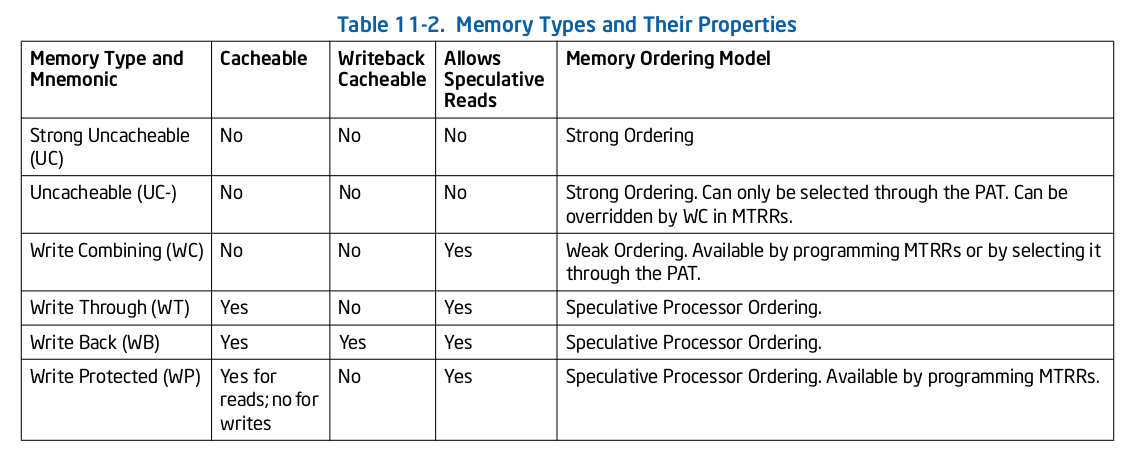 Table 11-2. Memory Types and Their Properties
Memory Type and Mnemonic Cacheable Writeback Cacheable Allows Speculative Reads Memory Ordering Model
Strong Uncacheable (UC) No No No Strong Ordering
Uncacheable (UC-) No No No Strong Ordering. Can only be selected through the PAT. Can be overridden by WC in MTRRs.
Write Combining (WC) No No Yes Weak Ordering. Available by programming MTRRs or by selecting it through the PAT.
Write Through (WT) Yes No Yes Speculative Processor Ordering.
Write Back (WB) Yes Yes Yes Speculative Processor Ordering.
Write Protected (WP) Yes for reads; no for writes No Yes Speculative Processor Ordering. Available by programming MTRRs.